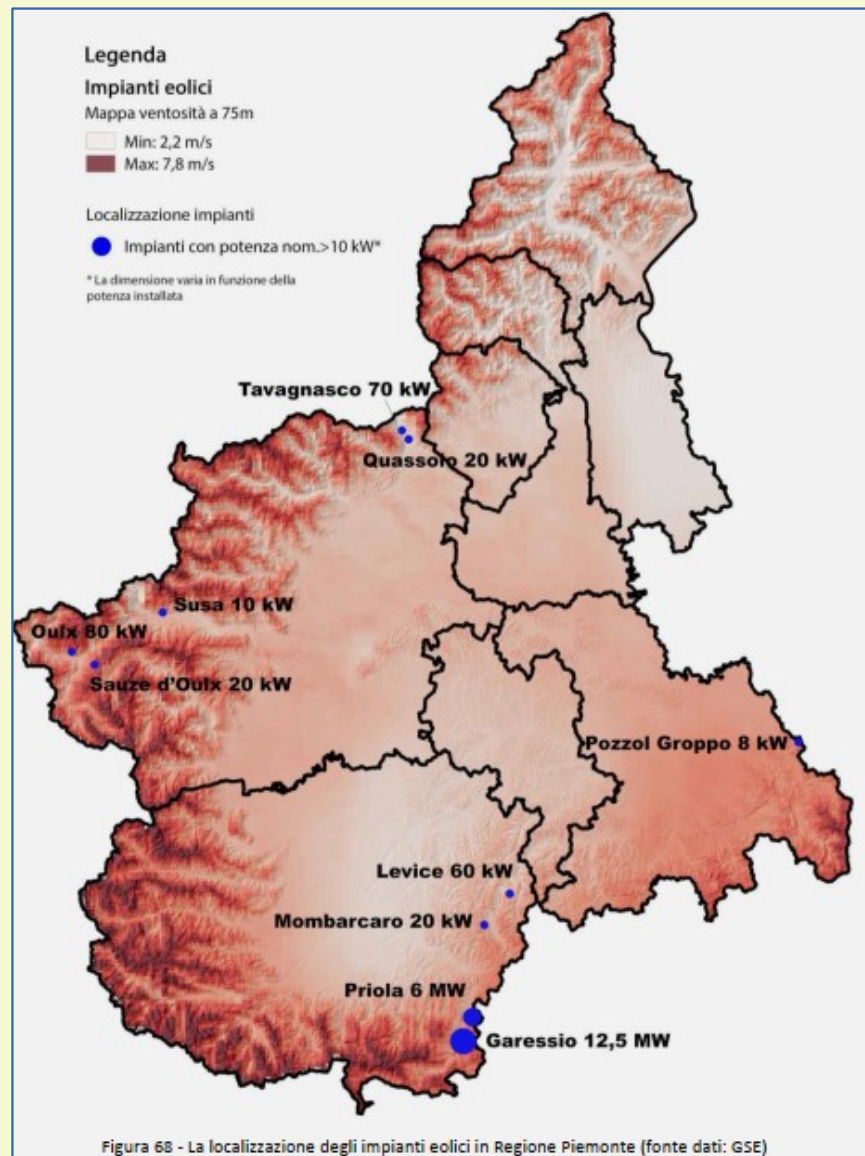 Legenda
Impianti eolici
Mappa ventosità a 75m
Min: 2,2 m/s
Max: 7,8 m/s
Localizzazione impianti
Impianti con potenza nom.>10 kW*
* La dimensione varia in funzione della
potenza installata
Tavagnasco 70 kW
Quassolo 20 kW
Susa 10 kW
Oulx 80 kW
Sauze d'Oulx 20 kW
Pozzol Groppo 8 kW
Levice 60 kW
Mombarcaro 20 kW
Priola 6 MW
Garessio 12,5 MW
Figura 68 - La localizzazione degli impianti eolici in Regione Piemonte (fonte dati: GSE)